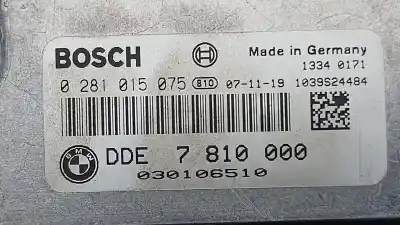 BOSCH
Made in Germany
1334 0171
0 281 015 075 810 07-11-19 1039S24484
BMW DDE 7 810 000
030106510